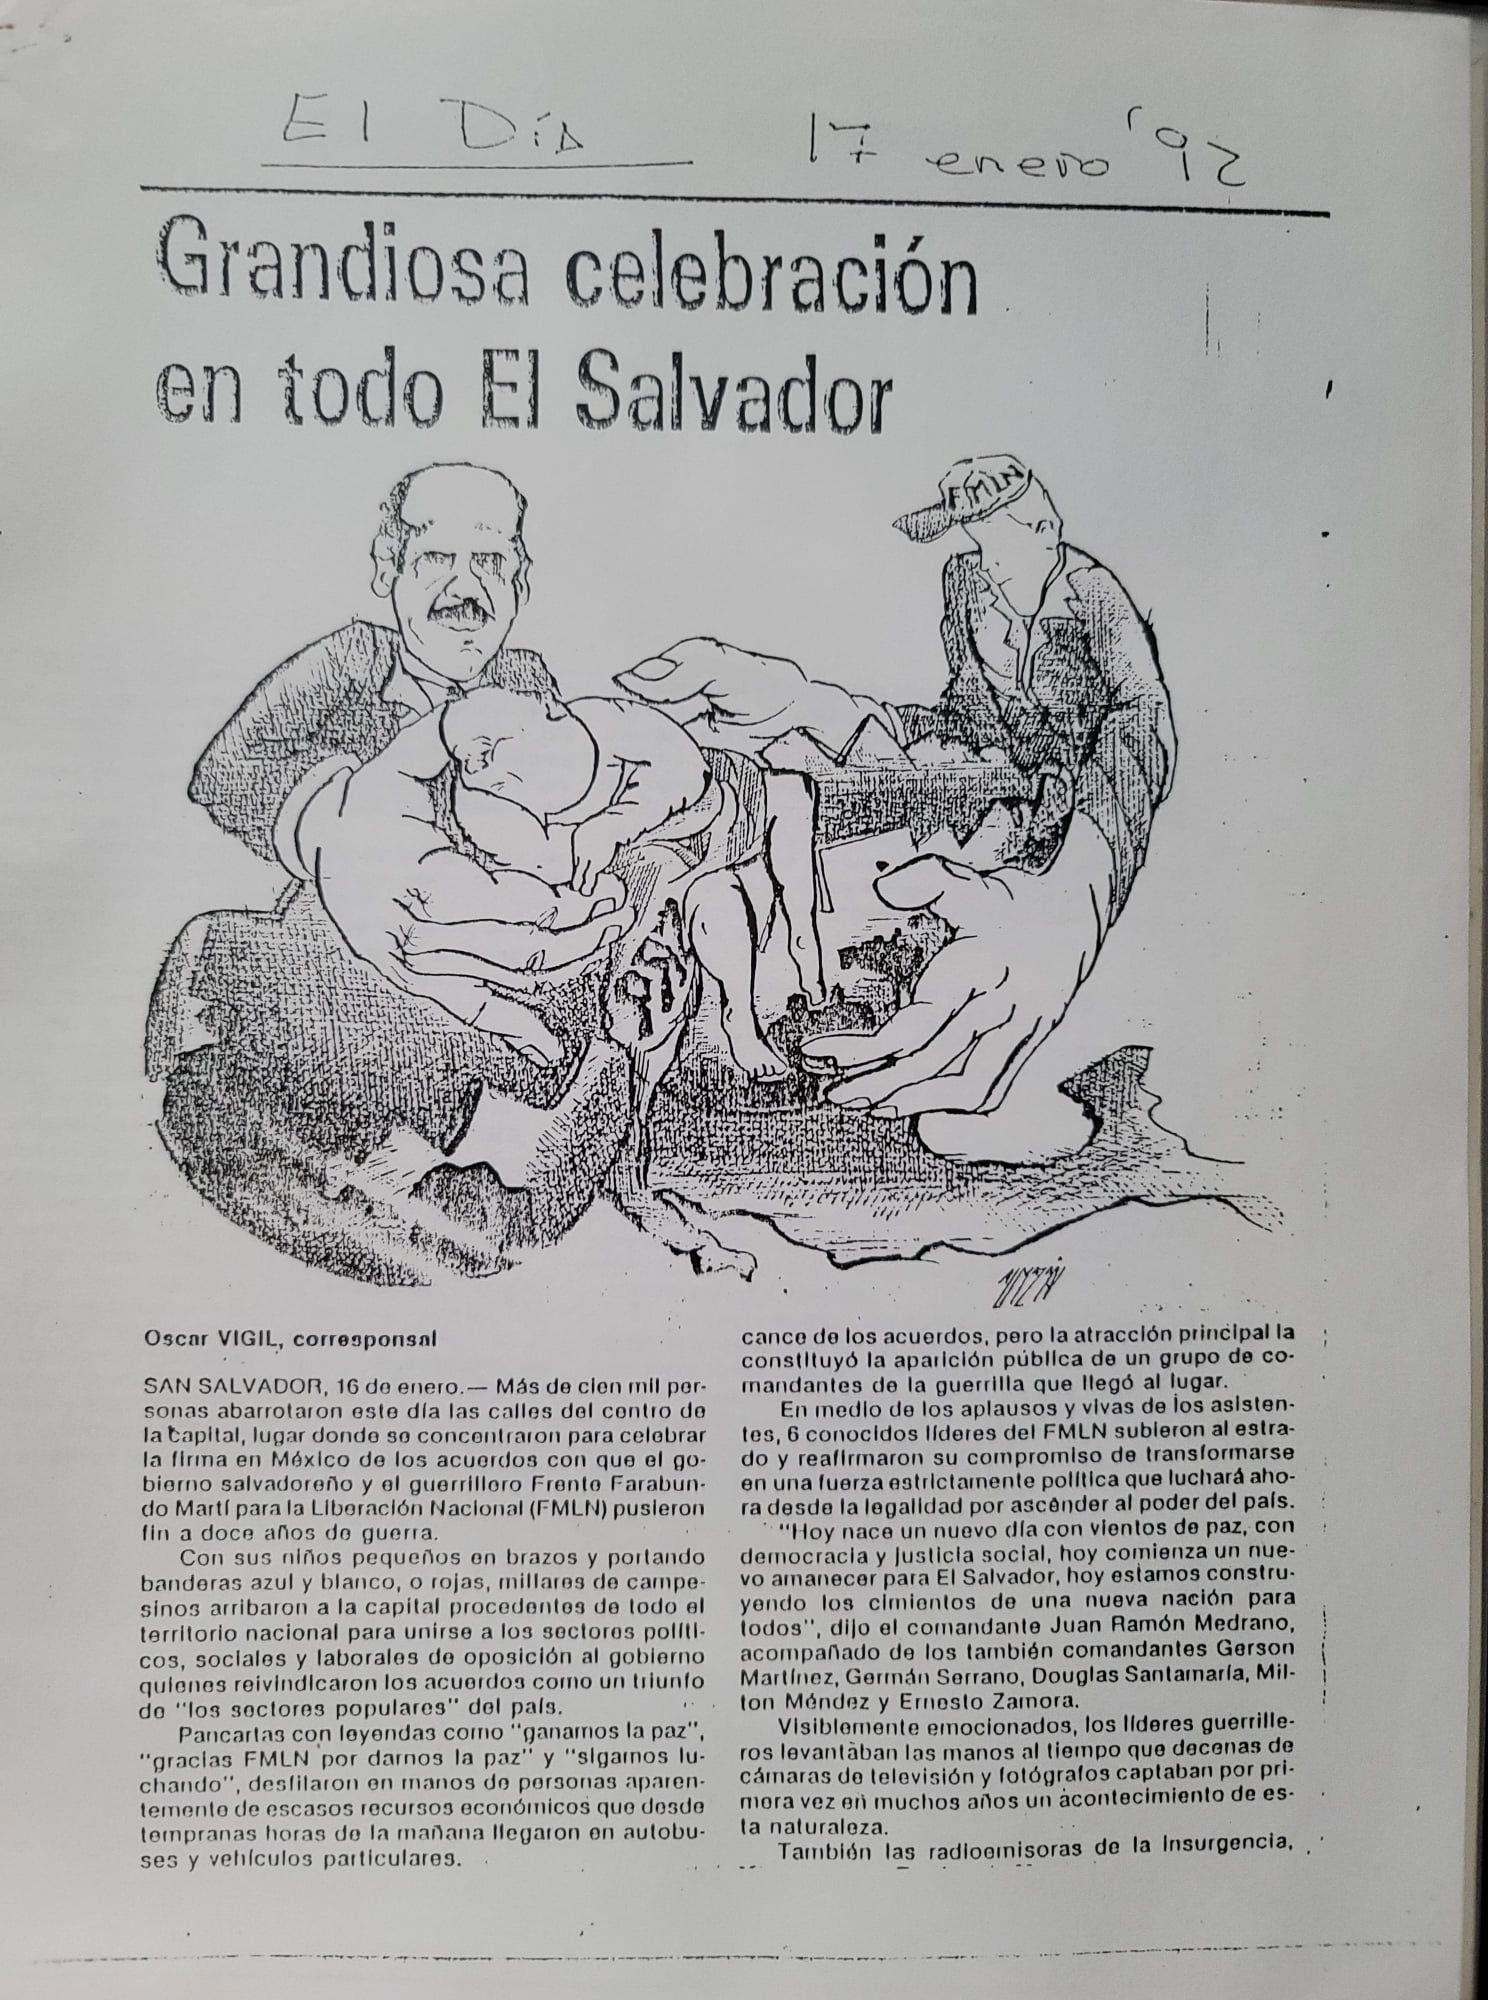 El Día 17 enero '92
Grandiosa celebración
en todo El Salvador
FMLN
Oscar VIGIL, corresponsal
SAN SALVADOR, 16 de enero.— Más de cien mil per-
sonas abarrotaron este día las calles del centro de
la capital, lugar donde se concentraron para celebrar
la firma en México de los acuerdos con que el go-
bierno salvadoreño y el guerrillero Frente Farabun-
do Martí para la Liberación Nacional (FMLN) pusieron
fin a doce años de guerra.
Con sus niños pequeños en brazos y portando
banderas azul y blanco, o rojas, millares de campe-
sinos arribaron a la capital procedentes de todo el
territorio nacional para unirse a los sectores políti-
cos, sociales y laborales de oposición al gobierno
quienes reivindicaron los acuerdos como un triunfo
de "los sectores populares" del país.
Pancartas con leyendas como "ganamos la paz",
"gracias FMLN por darnos la paz" y "sigamos lu-
chando", desfilaron en manos de personas aparen-
temente de escasos recursos económicos que desde
tempranas horas de la mañana llegaron en autobu-
ses y vehículos particulares.
cance de los acuerdos, pero la atracción principal la
constituyó la aparición pública de un grupo de co-
mandantes de la guerrilla que llegó al lugar.
En medio de los aplausos y vivas de los asisten-
tes, 6 conocidos líderes del FMLN subieron al estra-
do y reafirmaron su compromiso de transformarse
en una fuerza estrictamente política que luchará aho-
ra desde la legalidad por ascender al poder del país.
"Hoy nace un nuevo día con vientos de paz, con
democracia y justicia social, hoy comienza un nue-
vo amanecer para El Salvador, hoy estamos constru-
yendo los cimientos de una nueva nación para
todos", dijo el comandante Juan Ramón Medrano,
acompañado de los también comandantes Gerson
Martínez, Germán Serrano, Douglas Santamaría, Mil-
ton Méndez y Ernesto Zamora.
Visiblemente emocionados, los líderes guerrille-
ros levantaban las manos al tiempo que decenas de
cámaras de televisión y fotógrafos captaban por pri-
mera vez en muchos años un acontecimiento de es-
ta naturaleza.
También las radioemisoras de la Insurgencia,